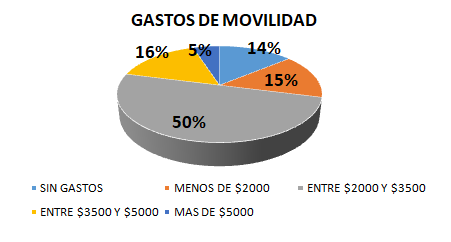 GASTOS DE MOVILIDAD
5%
14%
16%
15%
50%
SIN GASTOS MENOS DE $2000 ENTRE $2000 Y $3500
ENTRE $3500 Y $5000 MAS DE $5000